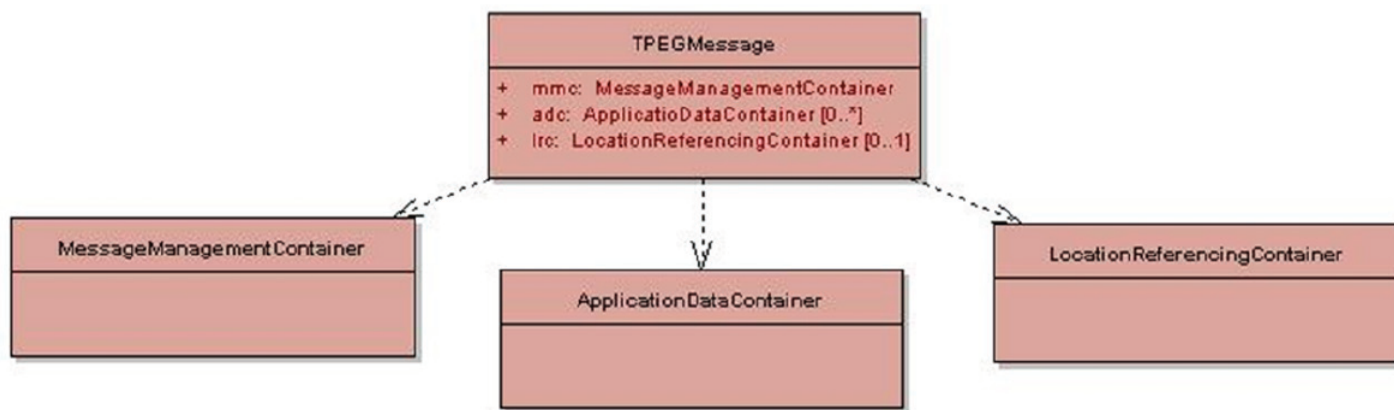 TPEGMessage
+ mmc: MessageManagementContainer
+ adc: ApplicatioDataContainer [0..*]
+ lrc: LocationReferencingContainer [0..1]
MessageManagementContainer
LocationReferencingContainer
ApplicationDataContainer